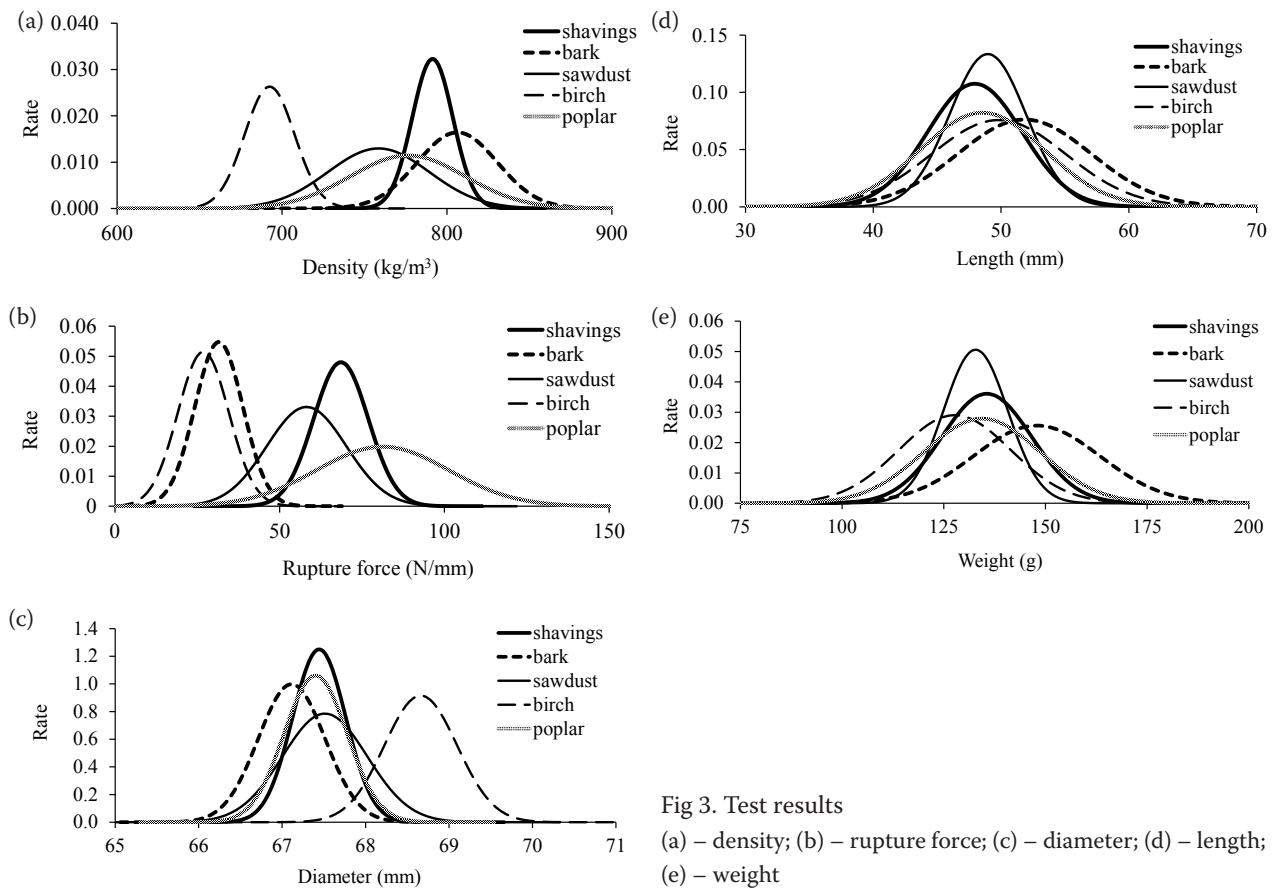 (a)
0.040
0.030
0.020
0.010
0.000
Rate
600 700 800 900
Density (kg/m³)
shavings
bark
sawdust
birch
poplar
(d)
0.15
0.10
0.05
0.00
Rate
30 40 50 60 70
Length (mm)
shavings
bark
sawdust
birch
poplar
(b)
0.06
0.05
0.04
0.03
0.02
0.01
0
Rate
0 50 100 150
Rupture force (N/mm)
shavings
bark
sawdust
birch
poplar
(e)
0.06
0.05
0.04
0.03
0.02
0.01
0.00
Rate
75 100 125 150 175 200
Weight (g)
shavings
bark
sawdust
birch
poplar
(c)
1.4
1.2
1.0
0.8
0.6
0.4
0.2
0.0
Rate
65 66 67 68 69 70 71
Diameter (mm)
shavings
bark
sawdust
birch
poplar
Fig 3. Test results
(a) – density; (b) – rupture force; (c) – diameter; (d) – length;
(e) – weight